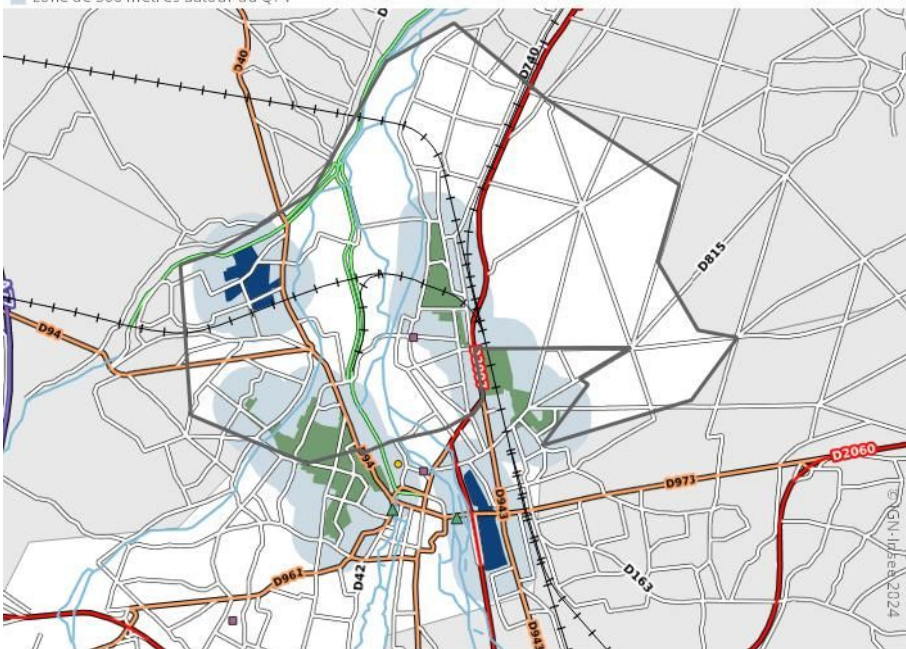 Zone de 300 mètres autour du QPV
D40
D740
D815
D94
D94
D2060
D973
D943
D961
D42
D163
D943
© IGN-Insee 2024